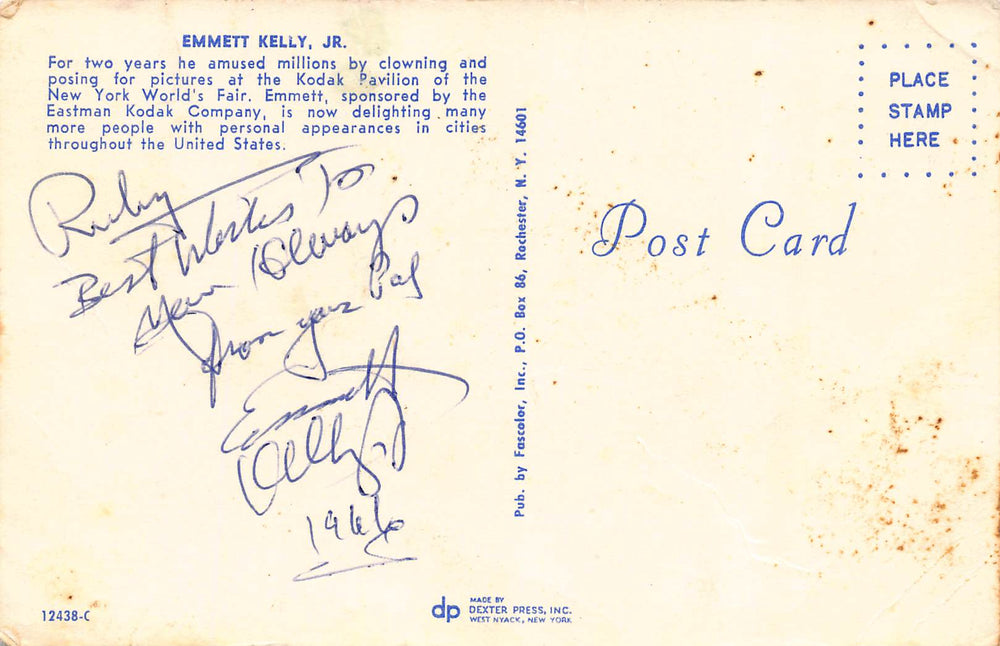 EMMETT KELLY, JR.
For two years he amused millions by clowning and
posing for pictures at the Kodak Pavilion of the
New York World's Fair. Emmett, sponsored by the
Eastman Kodak Company, is now delighting many
more people with personal appearances in cities
throughout the United States.
Ruby
Best Wishes To
You Always
from your Pal
Emmett
Kelly Jr
1966
12438-C
Pub. by Fascolor, Inc., P.O. Box 86, Rochester, N. Y. 14601
dp
MADE BY
DEXTER PRESS, INC.
WEST NYACK, NEW YORK
PLACE
STAMP
HERE
Post Card